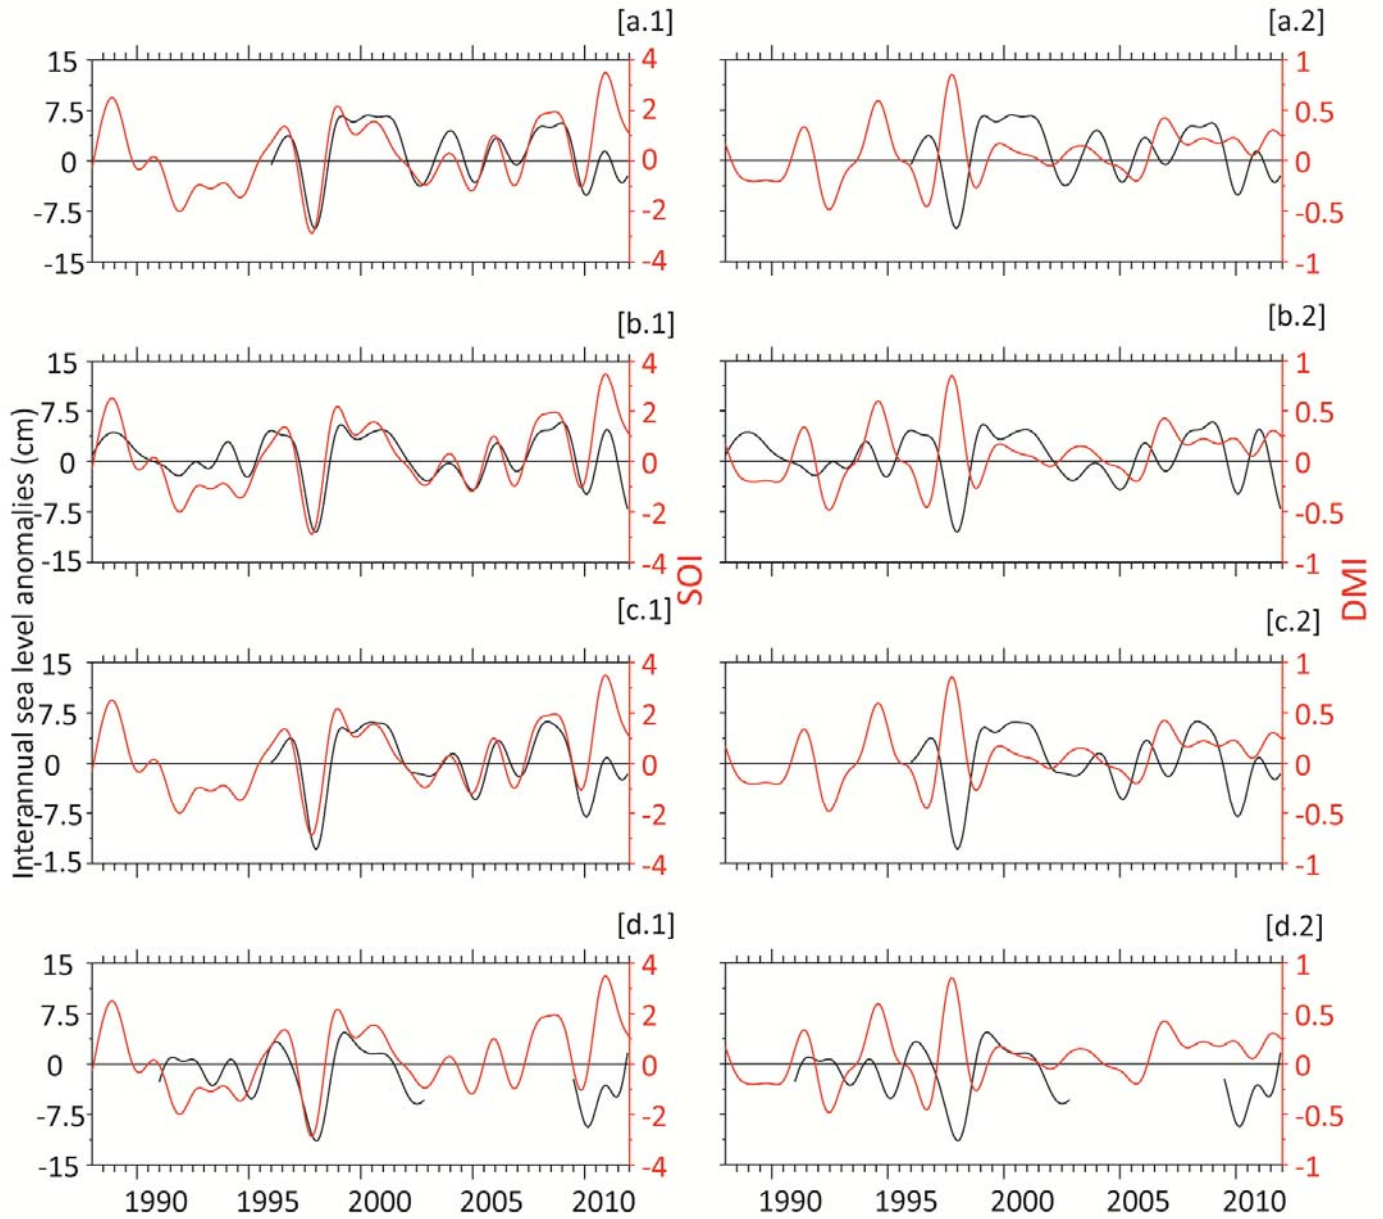 [a.1] [a.2]
15 4 1
7.5 2 0.5
0 0 0
-7.5 -2 -0.5
-15 -4 -1
[b.1] [b.2]
15 4 1
7.5 2 0.5
0 0 0
-7.5 -2 -0.5
-15 -4 -1
Interannual sea level anomalies (cm)
SOI
DMI
[c.1] [c.2]
15 4 1
7.5 2 0.5
0 0 0
-7.5 -2 -0.5
-1.5 -4 -1
[d.1] [d.2]
15 4 1
7.5 2 0.5
0 0 0
-7.5 -2 -0.5
-15 -4 -1
1990 1995 2000 2005 2010 1990 1995 2000 2005 2010